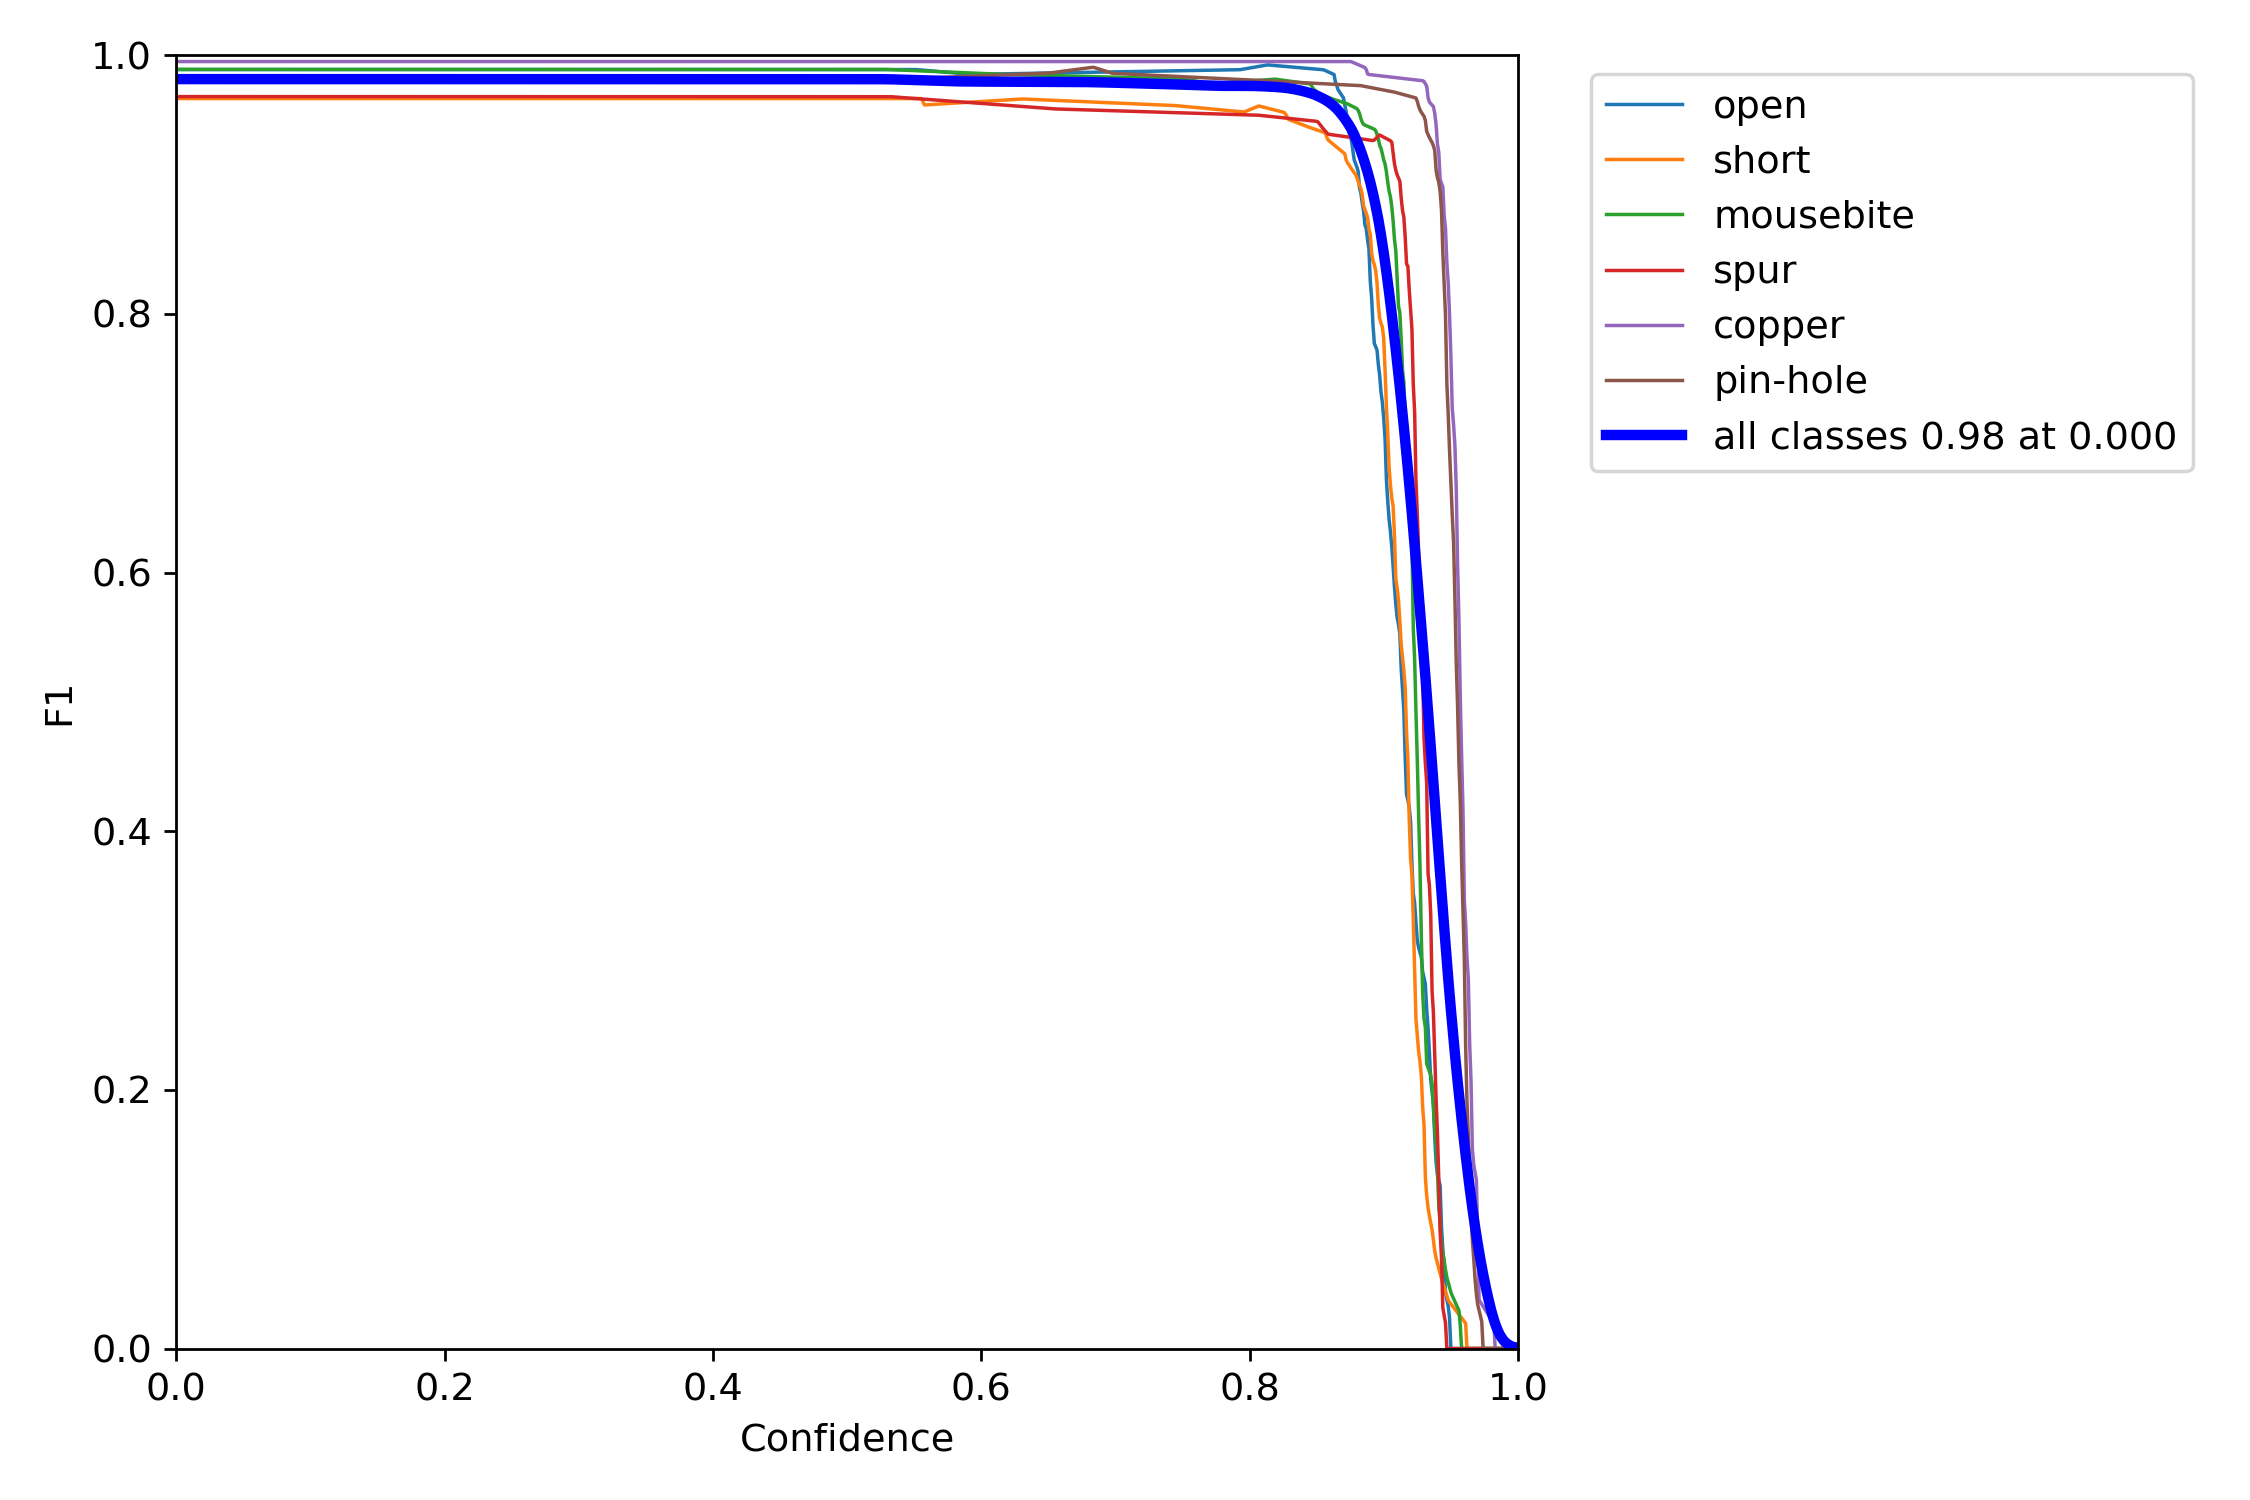 1.0
0.8
0.6
0.4
0.2
0.0
F1
0.0 0.2 0.4 0.6 0.8 1.0
Confidence
open
short
mousebite
spur
copper
pin-hole
all classes 0.98 at 0.000